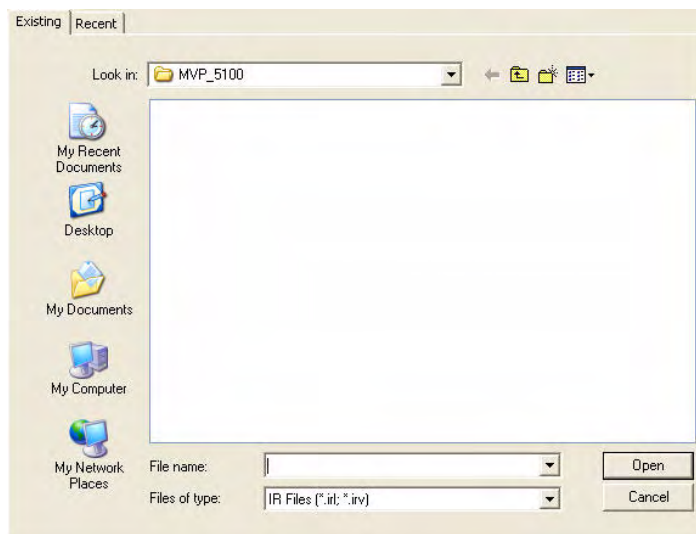 Existing
Recent
Look in:
MVP_5100
My Recent
Documents
Desktop
My Documents
My Computer
My Network
Places
File name:
Open
Files of type:
IR Files (*.irl; *.irv)
Cancel